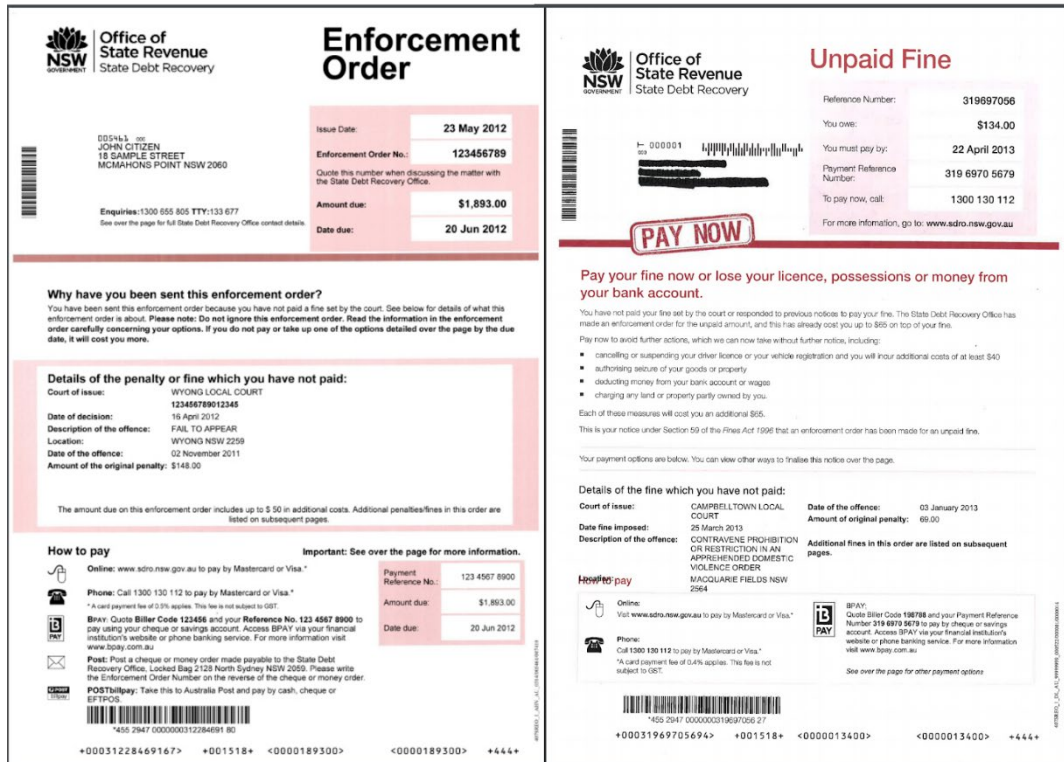 NSW
GOVERNMENT
Office of
State Revenue
State Debt Recovery
Enforcement
Order
JOHN CITIZEN
18 SAMPLE STREET
MCMAHONS POINT NSW 2060
Enquiries:1300 655 805 TTY:133 677
See over the page for full State Debt Recovery Office contact details.
Issue Date: 23 May 2012
Enforcement Order No.: 123456789
Quote this number when discussing the matter with
the State Debt Recovery Office.
Amount due: $1,893.00
Date due: 20 Jun 2012
Why have you been sent this enforcement order?
You have been sent this enforcement order because you have not paid a fine set by the court. See below for details of what this
enforcement order is about. Please note: Do not ignore this enforcement order. Read the information in the enforcement
order carefully concerning your options. If you do not pay or take up one of the options detailed over the page by the due
date, it will cost you more.
Details of the penalty or fine which you have not paid:
Court of issue: WYONG LOCAL COURT
123456789012345
Date of decision: 16 April 2012
Description of the offence: FAIL TO APPEAR
Location: WYONG NSW 2259
Date of the offence: 02 November 2011
Amount of the original penalty: $148.00
The amount due on this enforcement order includes up to $ 50 in additional costs. Additional penalties/fines in this order are
listed on subsequent pages.
How to pay
Important: See over the page for more information.
Online: www.sdro.nsw.gov.au to pay by Mastercard or Visa.*
Phone: Call 1300 130 112 to pay by Mastercard or Visa.*
* A card payment fee of 0.5% applies. This fee is not subject to GST.
B
PAY
BPAY: Quote Biller Code 123456 and your Reference No. 123 4567 8900 to
pay using your cheque or savings account. Access BPAY via your financial
institution's website or phone banking service. For more information visit
www.bpay.com.au
Post: Post a cheque or money order made payable to the State Debt
Recovery Office, Locked Bag 2128 North Sydney NSW 2059. Please write
the Enforcement Order Number on the reverse of the cheque or money order.
POST
billpay
POSTbillpay: Take this to Australia Post and pay by cash, cheque or
EFTPOS.
Payment
Reference No.: 123 4567 8900
Amount due: $1,893.00
Date due: 20 Jun 2012
*455 2947 0000000312284691 80
+00031228469167> +001518+ <0000189300> <0000189300> +444+
NSW
GOVERNMENT
Office of
State Revenue
State Debt Recovery
Unpaid Fine
000001
Reference Number: 319697056
You owe: $134.00
You must pay by: 22 April 2013
Payment Reference
Number: 319 6970 5679
To pay now, call: 1300 130 112
For more infomation, go to: www.sdro.nsw.gov.au
PAY NOW
Pay your fine now or lose your licence, possessions or money from
your bank account.
You have not paid your fine set by the court or responded to previous notices to pay your fine. The State Debt Recovery Office has
made an enforcement order for the unpaid amount, and this has already cost you up to $65 on top of your fine.
Pay now to avoid further actions, which we can now take without further notice, including:
■ cancelling or suspending your driver licence or your vehicle registration and you will incur additional costs of at least $40
■ authorising seizure of your goods or property
■ deducting money from your bank account or wages
■ charging any land or property partly owned by you.
Each of these measures will cost you an additional $65.
This is your notice under Section 59 of the Fines Act 1996 that an enforcement order has been made for an unpaid fine.
Your payment options are below. You can view other ways to finalise this notice over the page.
Details of the fine which you have not paid:
Court of issue: CAMPBELLTOWN LOCAL
COURT
Date fine imposed: 25 March 2013
Description of the offence: CONTRAVENE PROHIBITION
OR RESTRICTION IN AN
APPREHENDED DOMESTIC
VIOLENCE ORDER
Location: MACQUARIE FIELDS NSW
2564
Date of the offence: 03 January 2013
Amount of original penalty: 69.00
Additional fines in this order are listed on subsequent
pages.
How to pay
Online:
Visit www.sdro.nsw.gov.au to pay by Mastercard or Visa.*
Phone:
Call 1300 130 112 to pay by Mastercard or Visa.*
*A card payment fee of 0.4% applies. This fee is not
subject to GST.
B
PAY
BPAY:
Quote Biller Code 198788 and your Payment Reference
Number 319 6970 5679 to pay by cheque or savings
account. Access BPAY via your financial institution's
website or phone banking service. For more information
visit www.bpay.com.au
See over the page for other payment options
*455 2947 0000000319697056 27
+00031969705694> +001518+ <0000013400> <0000013400> +444+